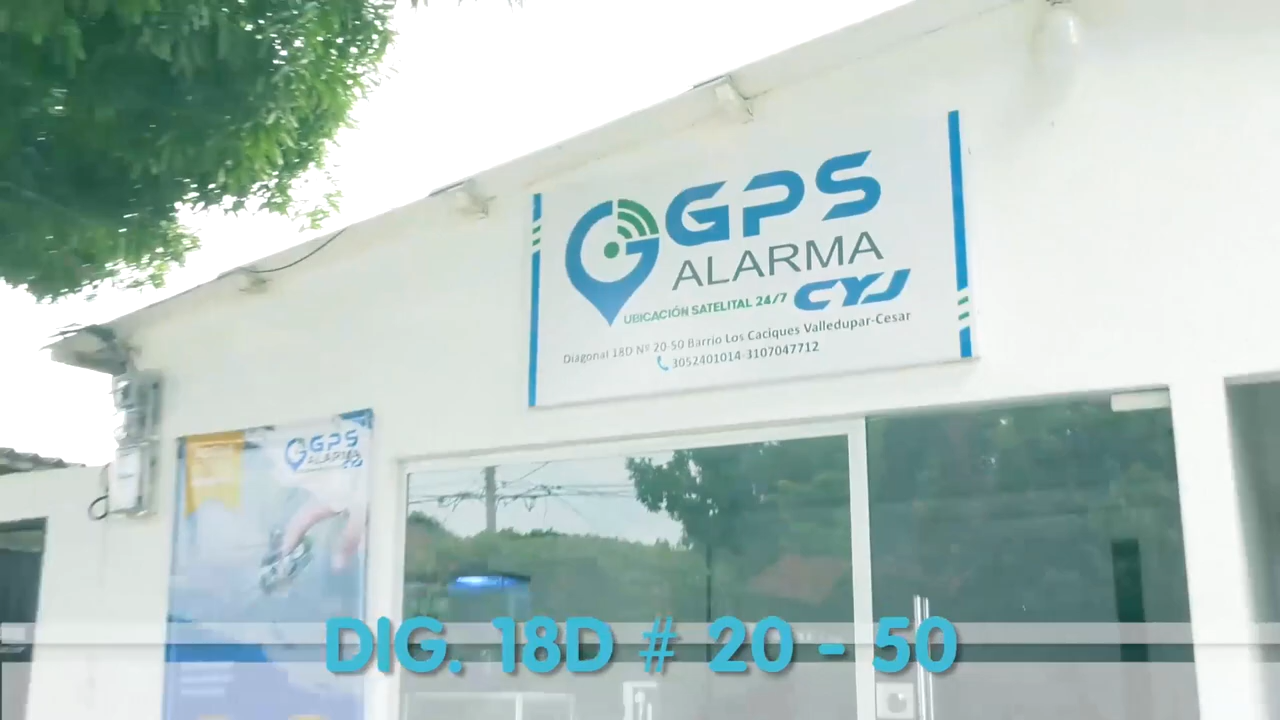 GPS
ALARMA
CYJ
UBICACIÓN SATELITAL 24/7
Diagonal 18D Nº 20-50 Barrio Los Caciques Valledupar-Cesar
3052401014-3107047712
GPS
ALARMA
CYJ
DIG. 18D # 20 - 50